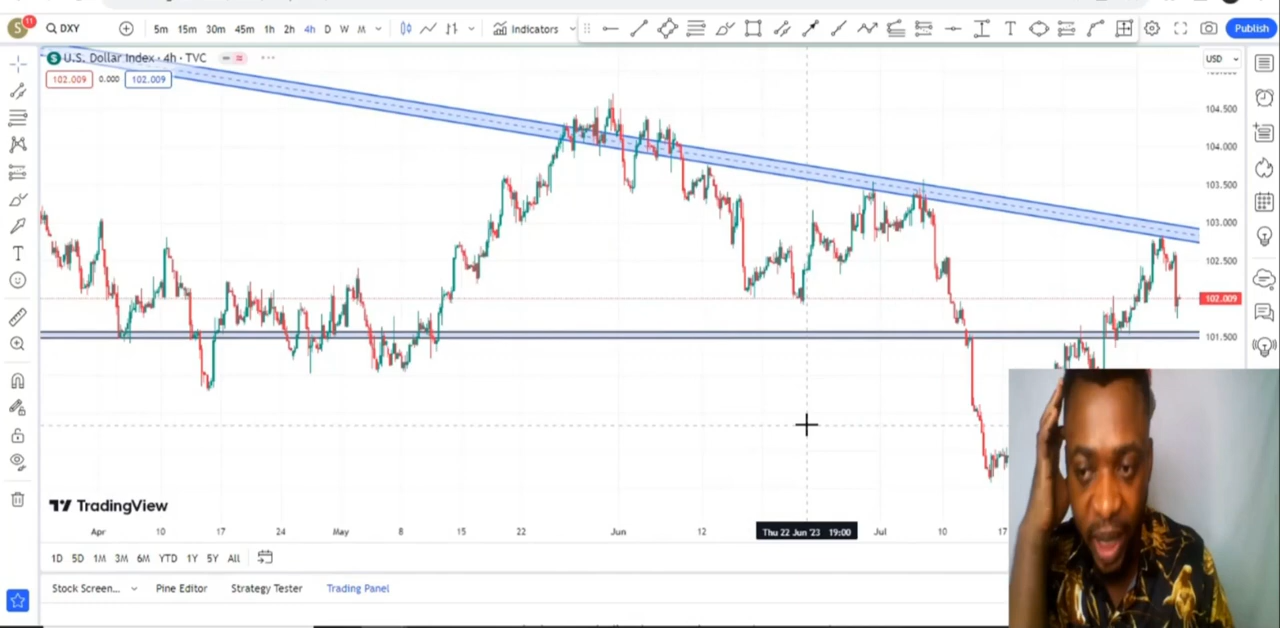 S 11 DXY 5m 15m 30m 45m 1h 2h 4h D W M Indicators Publish
U.S. Dollar Index · 4h · TVC USD
102.009 0.000 102.009
104.500
104.000
103.500
103.000
102.500
102.009
101.500
TradingView
Apr 10 17 24 May 8 15 22 Jun 12 Thu 22 Jun '23 19:00 Jul 10 17
1D 5D 1M 3M 6M YTD 1Y 5Y All
Stock Screen... Pine Editor Strategy Tester Trading Panel